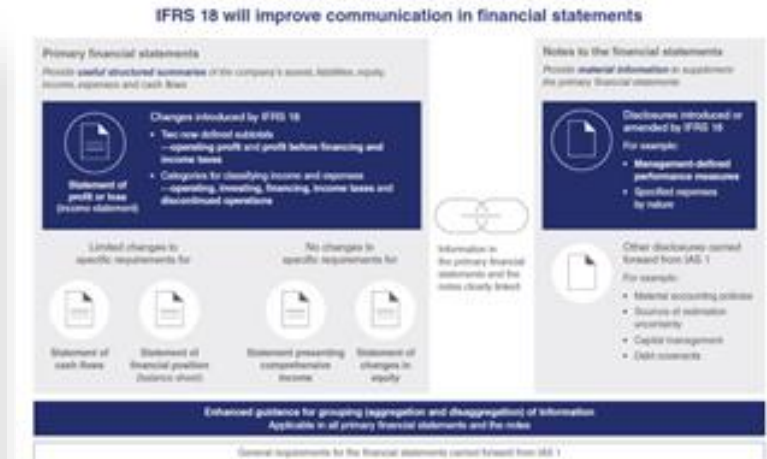 IFRS 18 will improve communication in financial statements
Primary financial statements
Provide useful structured summaries of the company's assets, liabilities, equity,
income, expenses and cash flows
Statement of
profit or loss
(income statement)
Changes introduced by IFRS 18
• Two new defined subtotals
—operating profit and profit before financing and
income taxes
• Categories for classifying income and expenses
—operating, investing, financing, income taxes and
discontinued operations
Limited changes to
specific requirements for
Statement of
cash flows
Statement of
financial position
(balance sheet)
No changes to
specific requirements for
Statement presenting
comprehensive
income
Statement of
changes in
equity
Information in
the primary financial
statements and the
notes clearly linked
Notes to the financial statements
Provide material information to supplement
the primary financial statements
Disclosures introduced or
amended by IFRS 18
For example:
• Management-defined
performance measures
• Specified expenses
by nature
Other disclosures carried
forward from IAS 1
For example:
• Material accounting policies
• Sources of estimation
uncertainty
• Capital management
• Debt covenants
Enhanced guidance for grouping (aggregation and disaggregation) of information
Applicable in all primary financial statements and the notes
General requirements for the financial statements carried forward from IAS 1